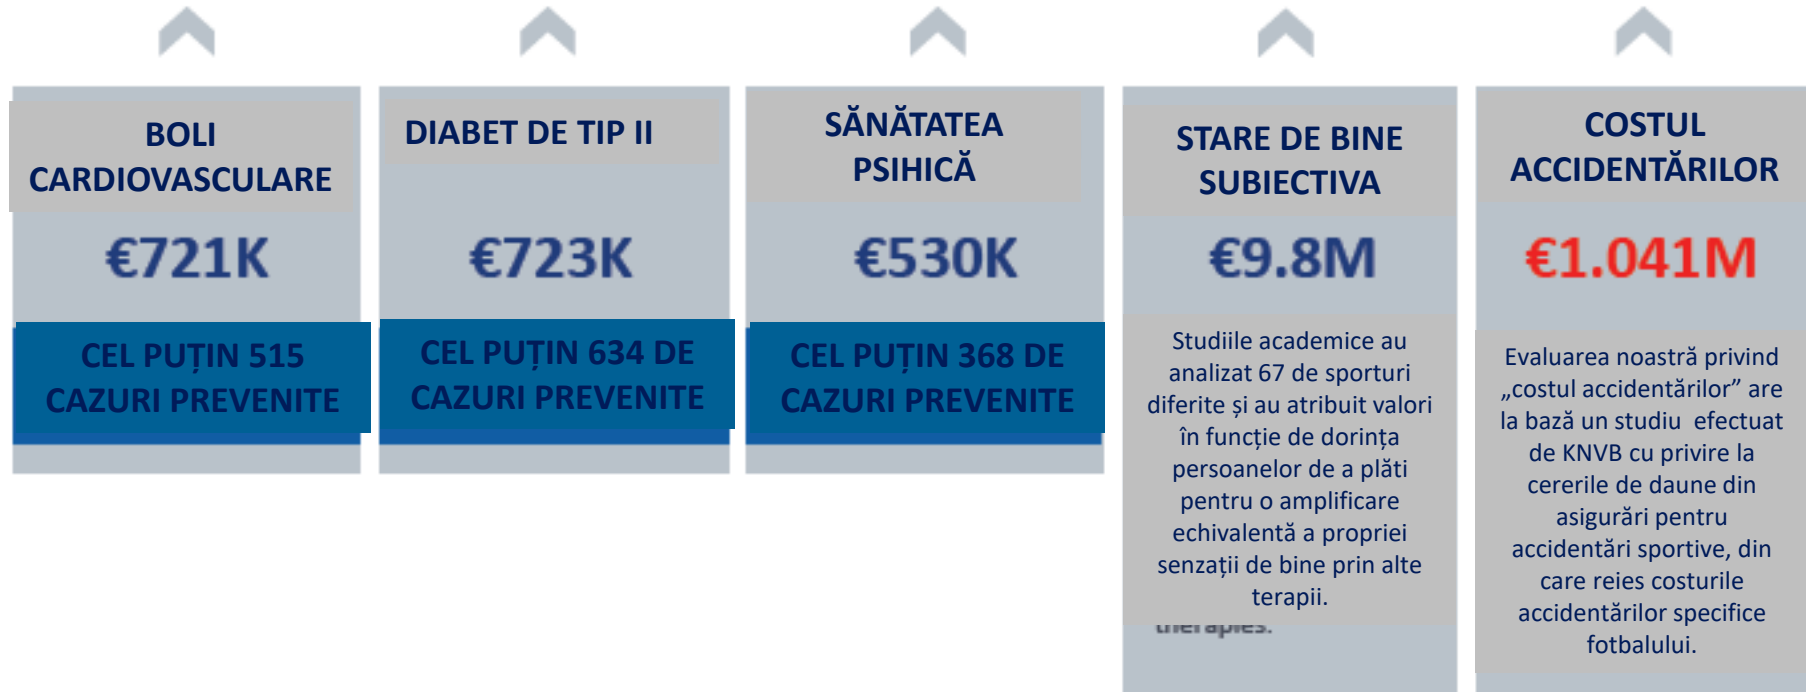 BOLI
CARDIOVASCULARE
€721K
CEL PUȚIN 515
CAZURI PREVENITE
DIABET DE TIP II
€723K
CEL PUȚIN 634 DE
CAZURI PREVENITE
SĂNĂTATEA
PSIHICĂ
€530K
CEL PUȚIN 368 DE
CAZURI PREVENITE
STARE DE BINE
SUBIECTIVA
€9.8M
Studiile academice au
analizat 67 de sporturi
diferite și au atribuit valori
în funcție de dorința
persoanelor de a plăti
pentru o amplificare
echivalentă a propriei
senzații de bine prin alte
terapii.
therapies.
COSTUL
ACCIDENTĂRILOR
€1.041M
Evaluarea noastră privind
„costul accidentărilor” are
la bază un studiu efectuat
de KNVB cu privire la
cererile de daune din
asigurări pentru
accidentări sportive, din
care reies costurile
accidentărilor specifice
fotbalului.